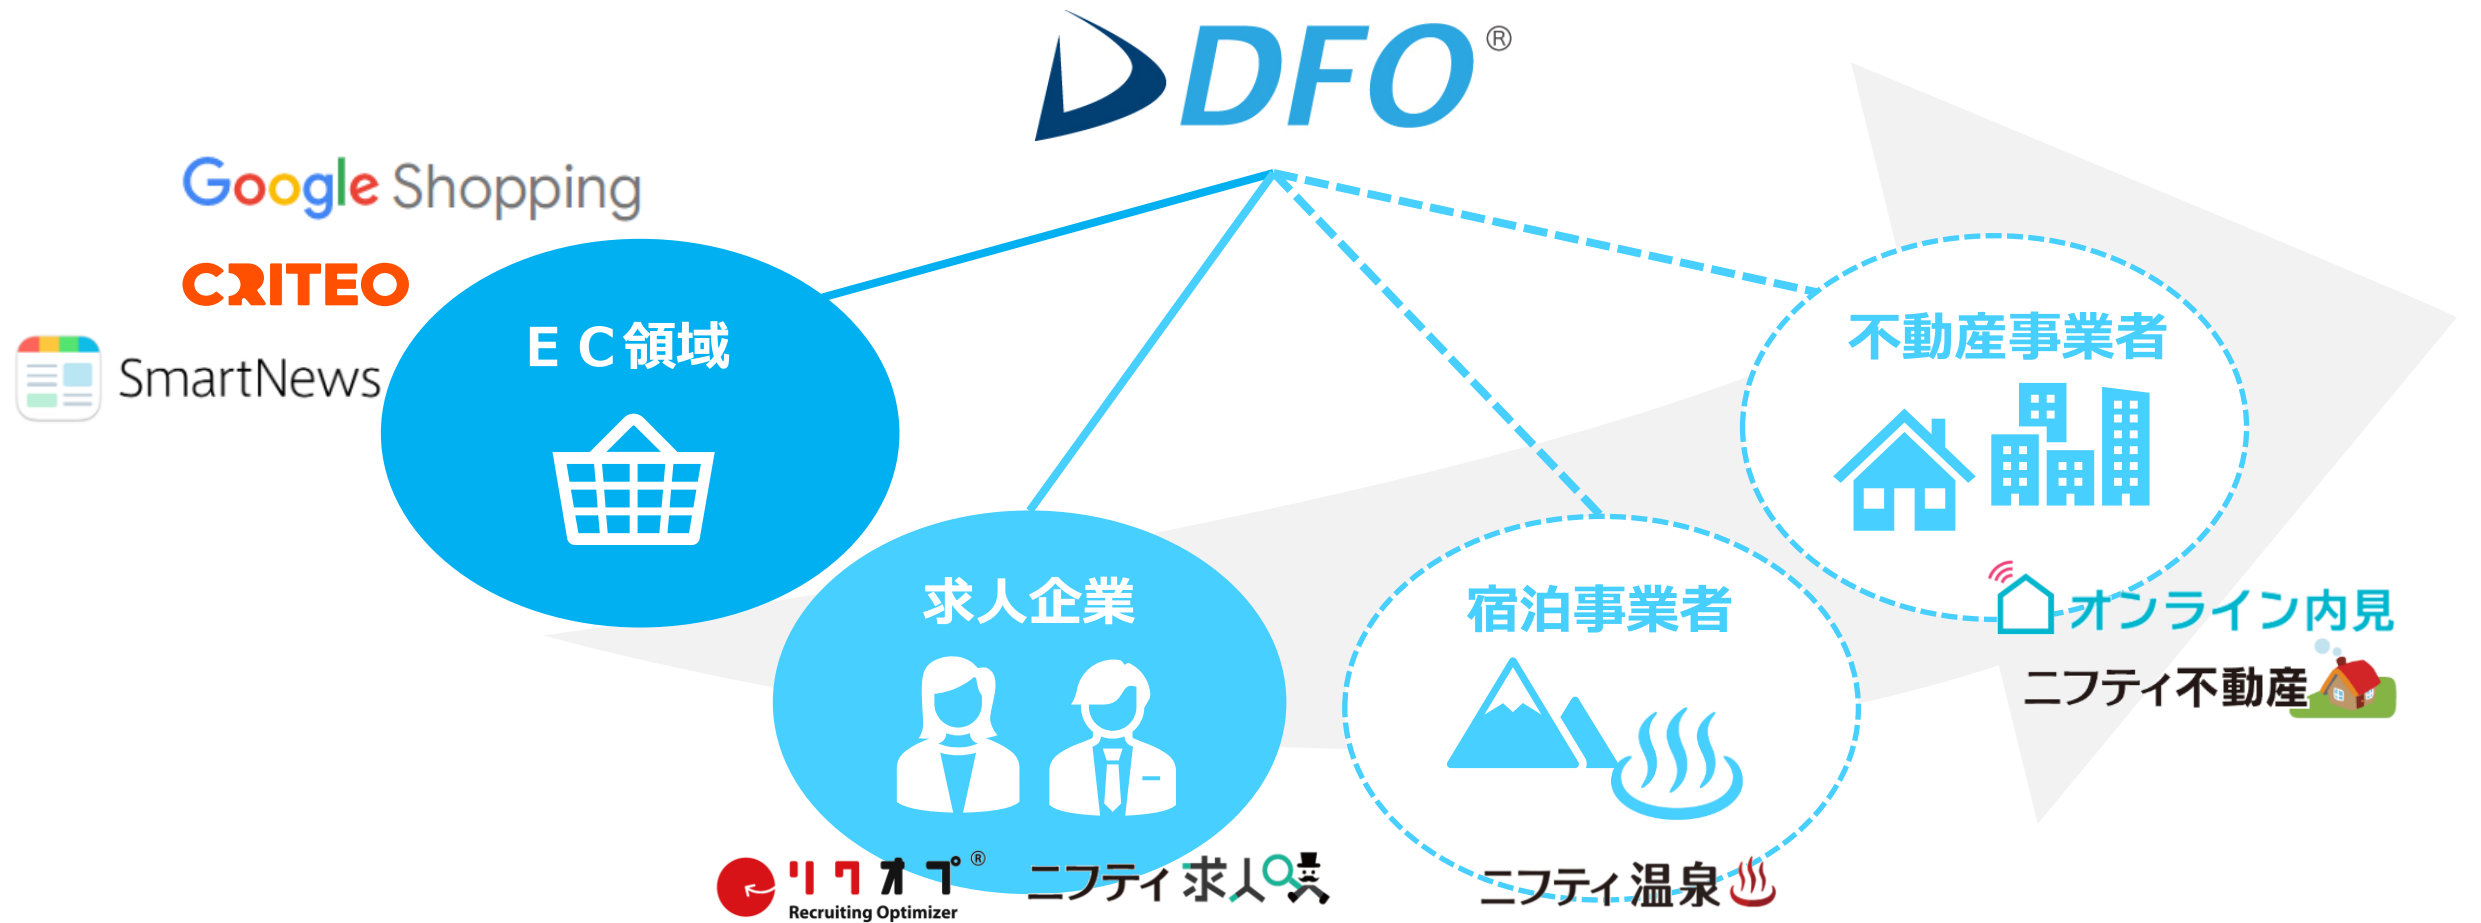 DFO®
Google Shopping
CRITEO
SmartNews
ＥＣ領域
不動産事業者
求人企業
宿泊事業者
オンライン内見
ニフティ不動産
リクオプ®
Recruiting Optimizer
ニフティ求人
ニフティ温泉